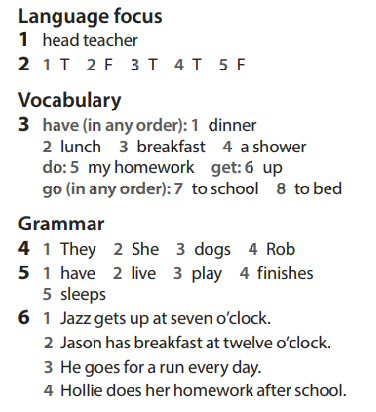 Language focus
1 head teacher
2 1 T 2 F 3 T 4 T 5 F
Vocabulary
3 have (in any order): 1 dinner
2 lunch 3 breakfast 4 a shower
do: 5 my homework get: 6 up
go (in any order): 7 to school 8 to bed
Grammar
4 1 They 2 She 3 dogs 4 Rob
5 1 have 2 live 3 play 4 finishes
5 sleeps
6 1 Jazz gets up at seven o'clock.
2 Jason has breakfast at twelve o'clock.
3 He goes for a run every day.
4 Hollie does her homework after school.